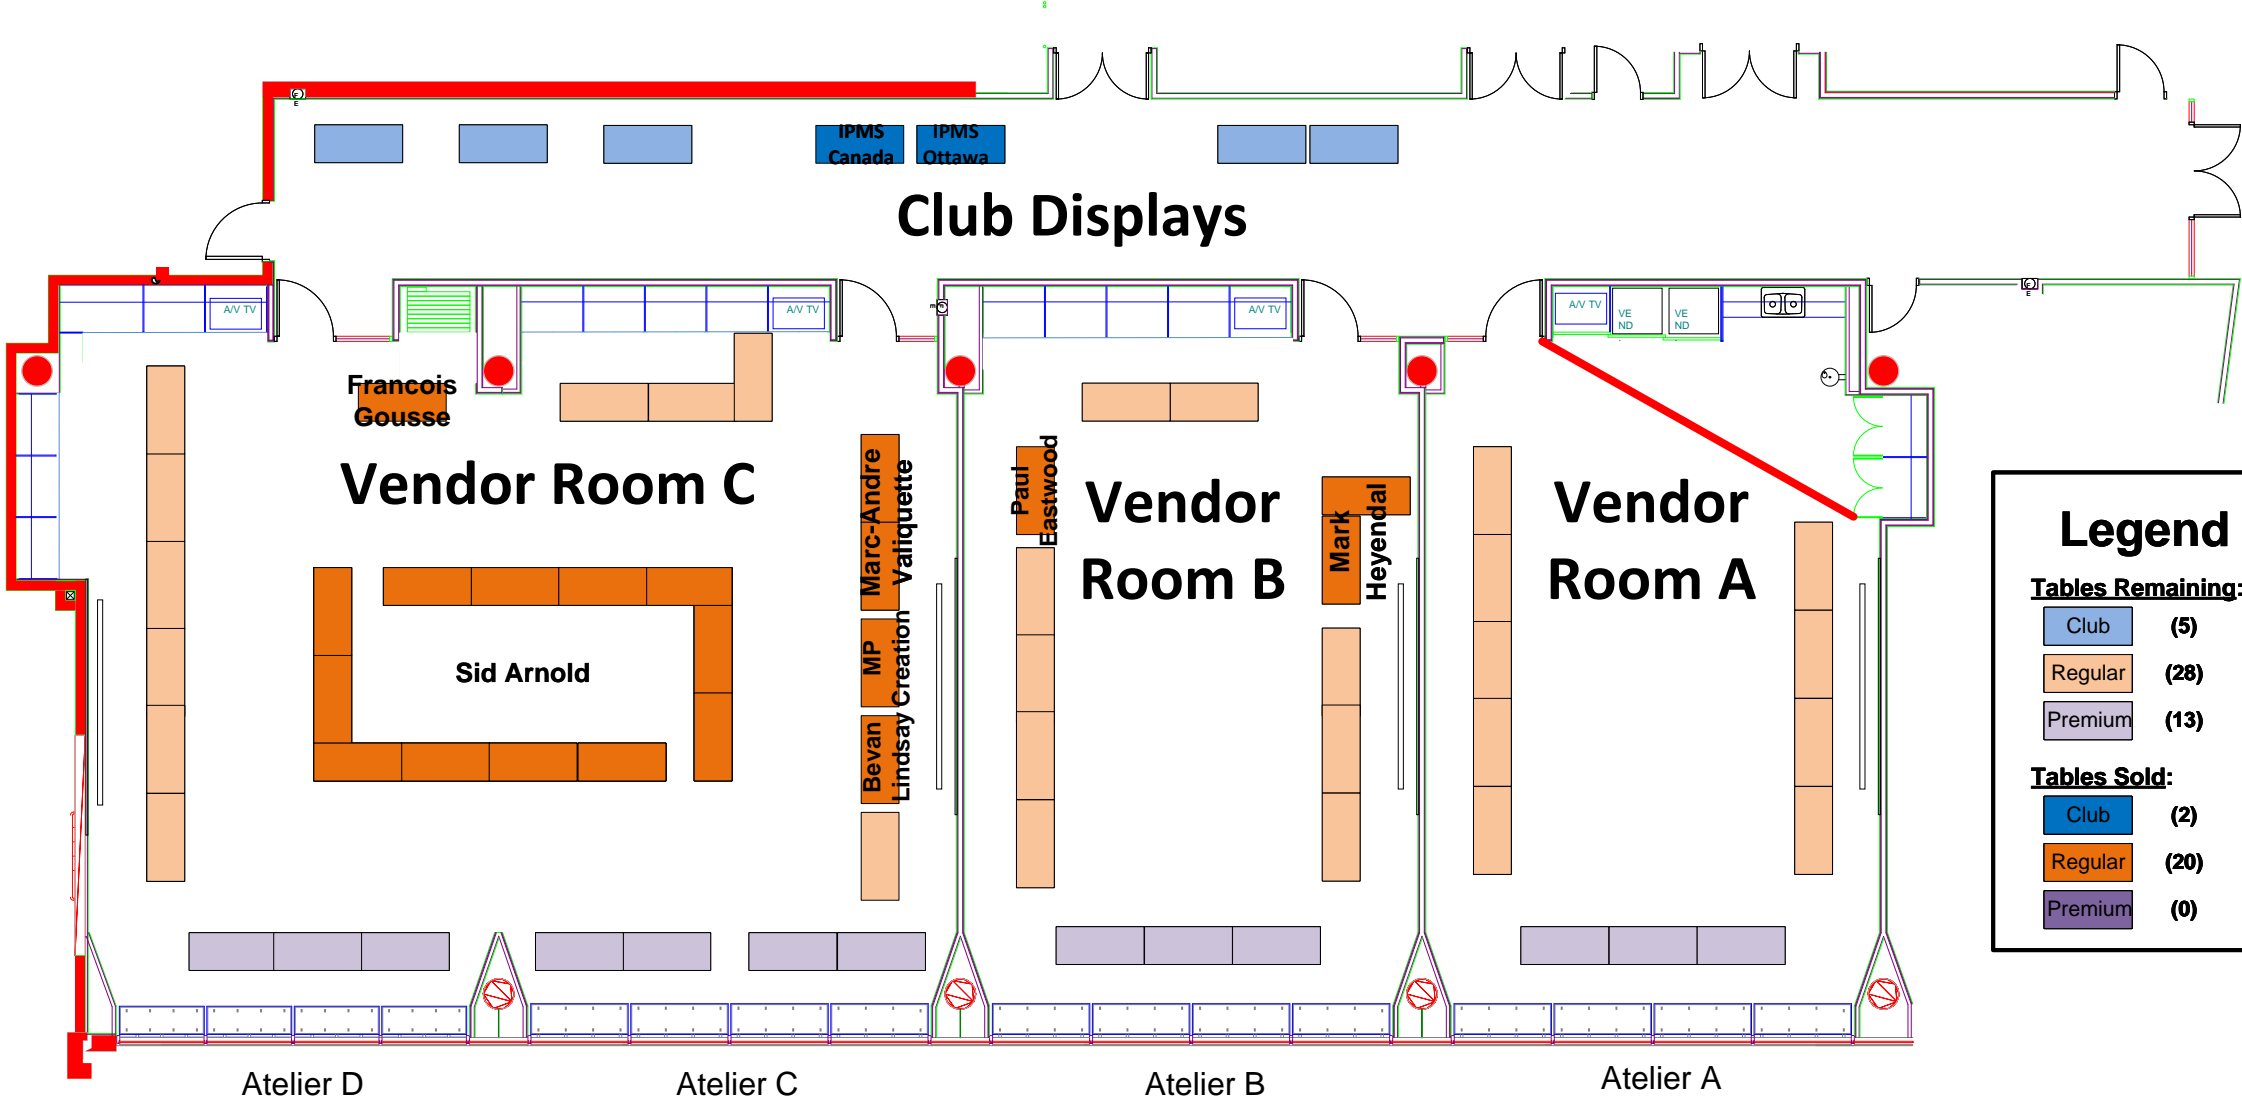 IPMS
Canada
IPMS
Ottawa
Club Displays
A/V TV
A/V TV
A/V TV
A/V TV
VE
ND
VE
ND
Francois
Gousse
Vendor Room C
Marc-Andre
Valiquette
MP
Creation
Bevan
Lindsay
Sid Arnold
Paul
Eastwood
Vendor
Room B
Mark
Heyendal
Vendor
Room A
Legend
Tables Remaining:
Club (5)
Regular (28)
Premium (13)
Tables Sold:
Club (2)
Regular (20)
Premium (0)
Atelier D
Atelier C
Atelier B
Atelier A